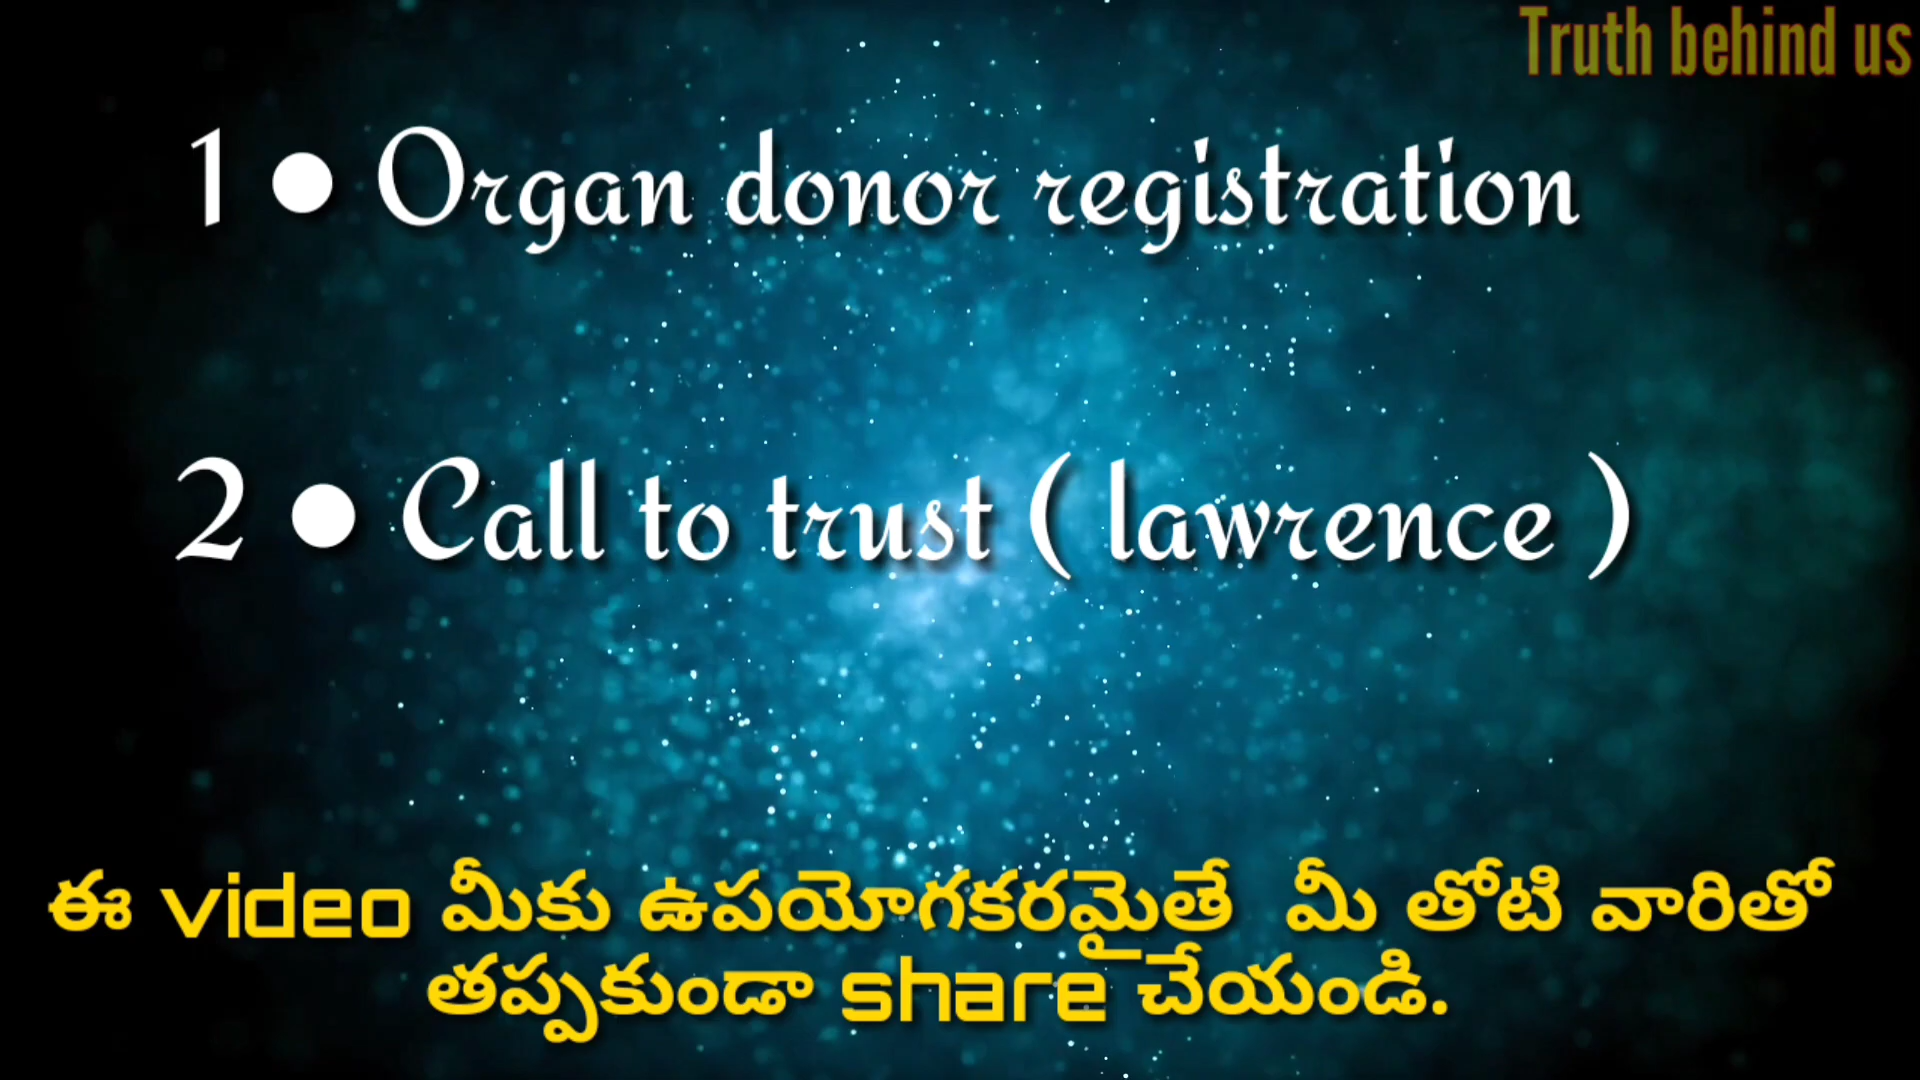 Truth behind us
1 ● Organ donor registration
2 ● Call to trust ( lawrence )
ఈ video మీకు ఉపయోగకరమైతే మీ తోటి వారితో
తప్పకుండా share చేయండి.